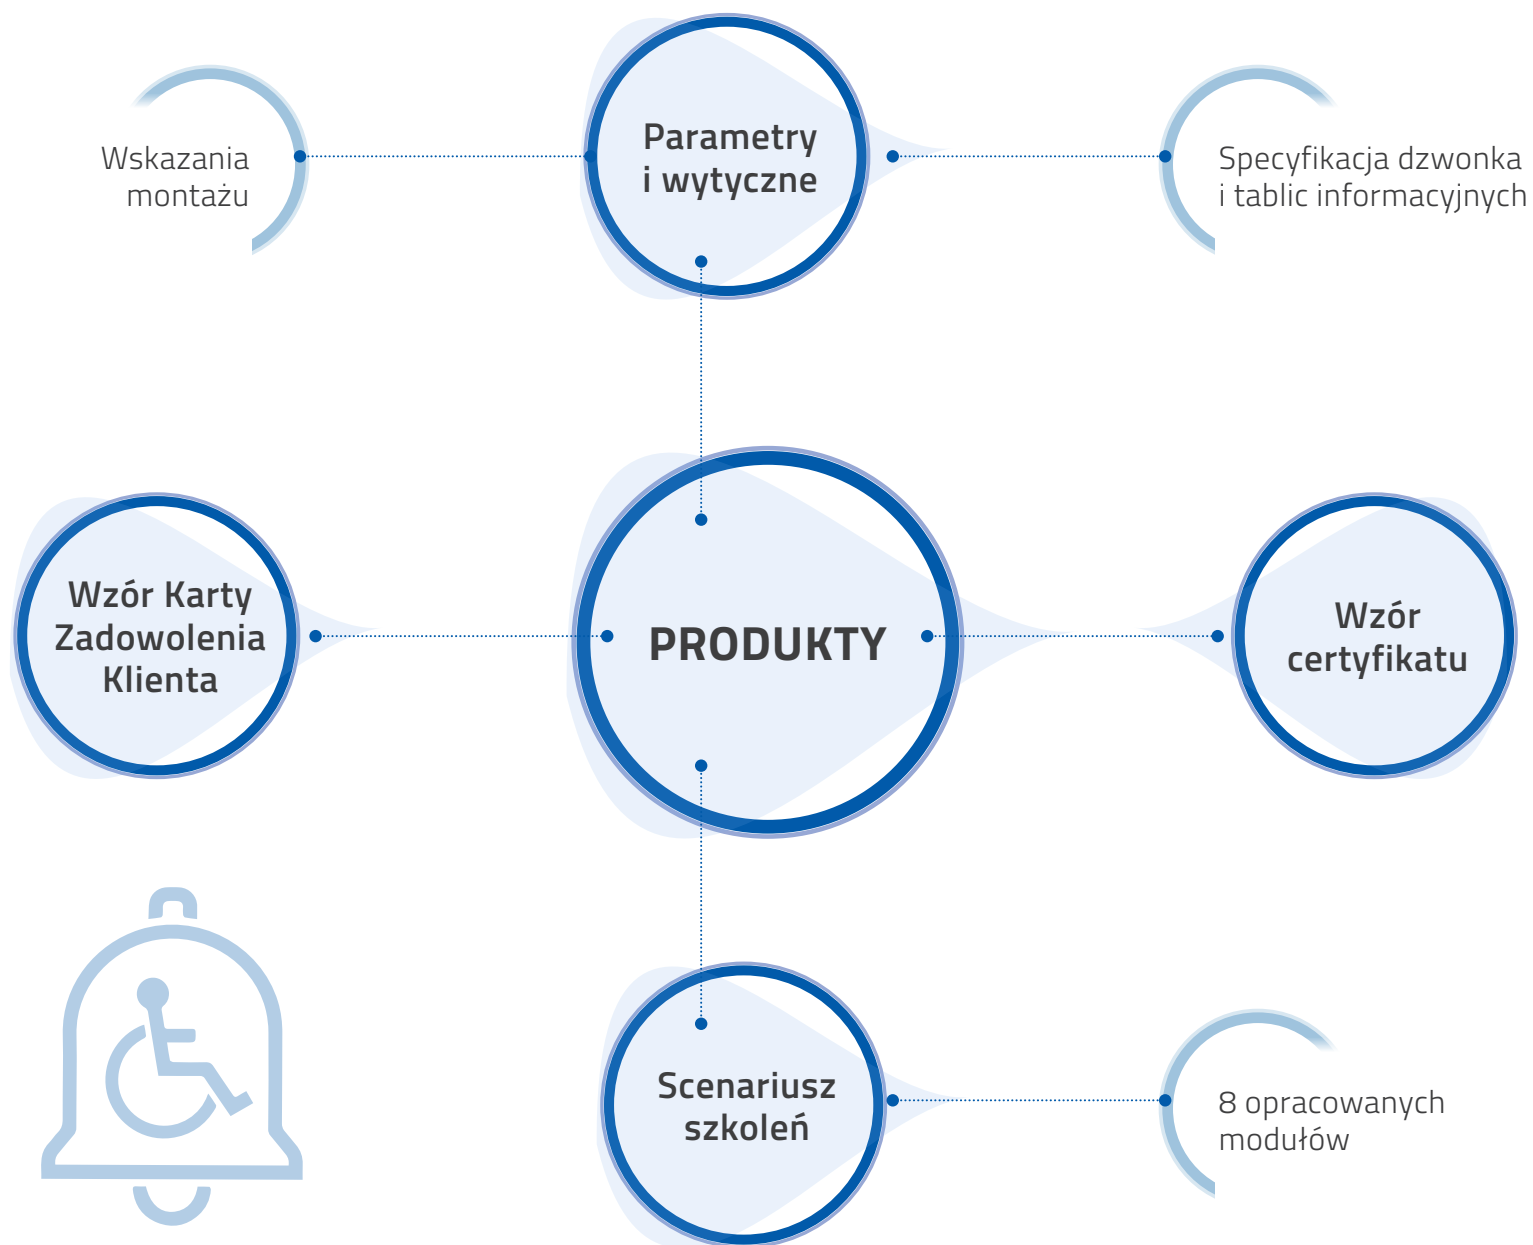 Parametry
i wytyczne
Wskazania
montażu
Specyfikacja dzwonka
i tablic informacyjnych
Wzór Karty
Zadowolenia
Klienta
PRODUKTY
Wzór
certyfikatu
Scenariusz
szkoleń
8 opracowanych
modułów